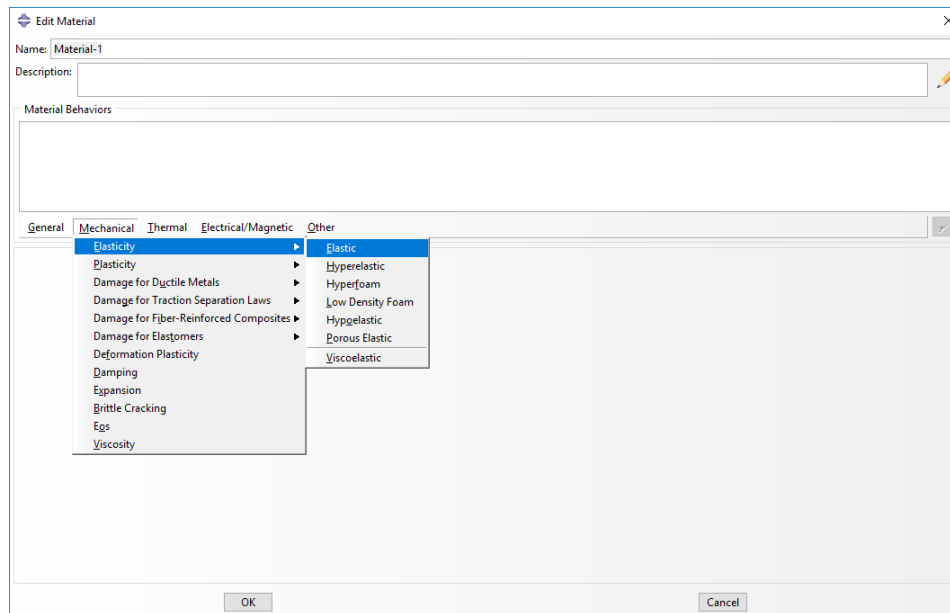 Edit Material
Name: Material-1
Description:
Material Behaviors
General Mechanical Thermal Electrical/Magnetic Other
Elasticity
Plasticity
Damage for Ductile Metals
Damage for Traction Separation Laws
Damage for Fiber-Reinforced Composites
Damage for Elastomers
Deformation Plasticity
Damping
Expansion
Brittle Cracking
Eos
Viscosity
Elastic
Hyperelastic
Hyperfoam
Low Density Foam
Hypoelastic
Porous Elastic
Viscoelastic
OK Cancel